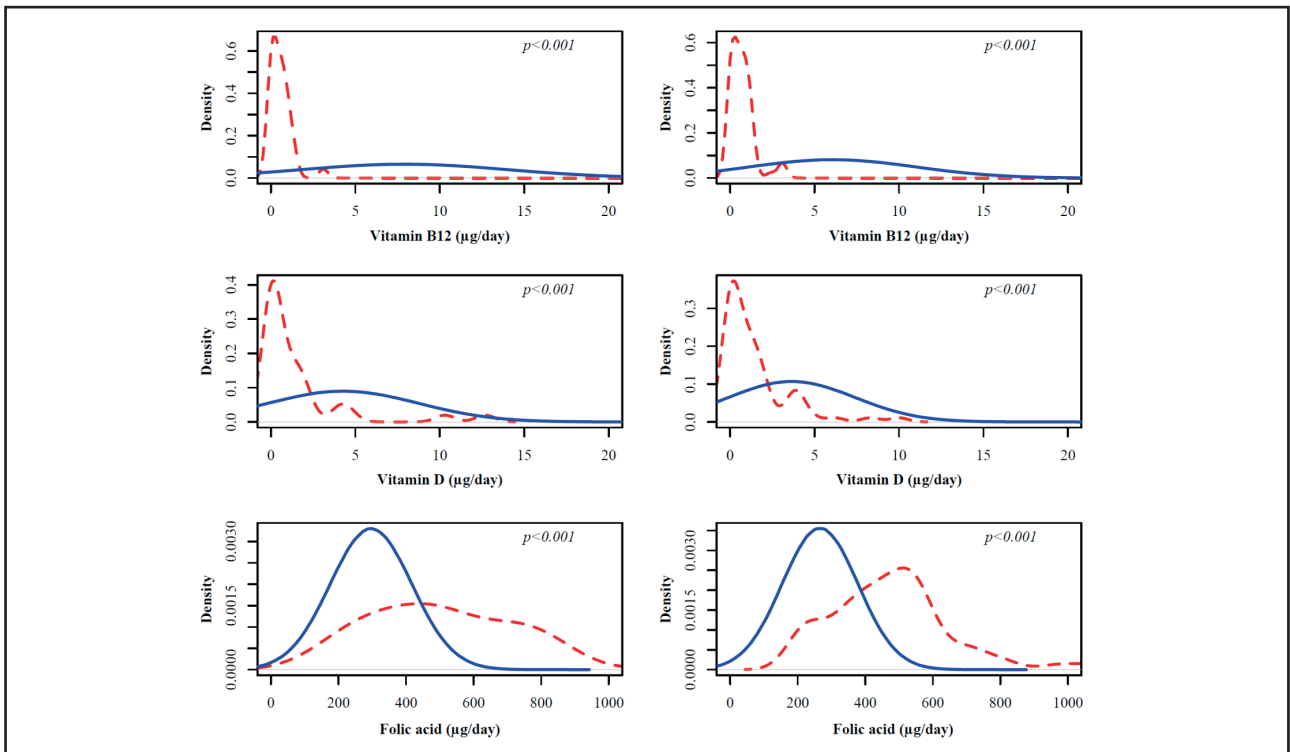 p<0.001
Density
0.0 0.2 0.4 0.6
0 5 10 15 20
Vitamin B12 (µg/day)
p<0.001
Density
0.0 0.2 0.4 0.6
0 5 10 15 20
Vitamin B12 (µg/day)
p<0.001
Density
0.0 0.1 0.2 0.3 0.4
0 5 10 15 20
Vitamin D (µg/day)
p<0.001
Density
0.0 0.1 0.2 0.3
0 5 10 15 20
Vitamin D (µg/day)
p<0.001
Density
0.0000 0.0015 0.0030
0 200 400 600 800 1000
Folic acid (µg/day)
p<0.001
Density
0.0000 0.0015 0.0030
0 200 400 600 800 1000
Folic acid (µg/day)